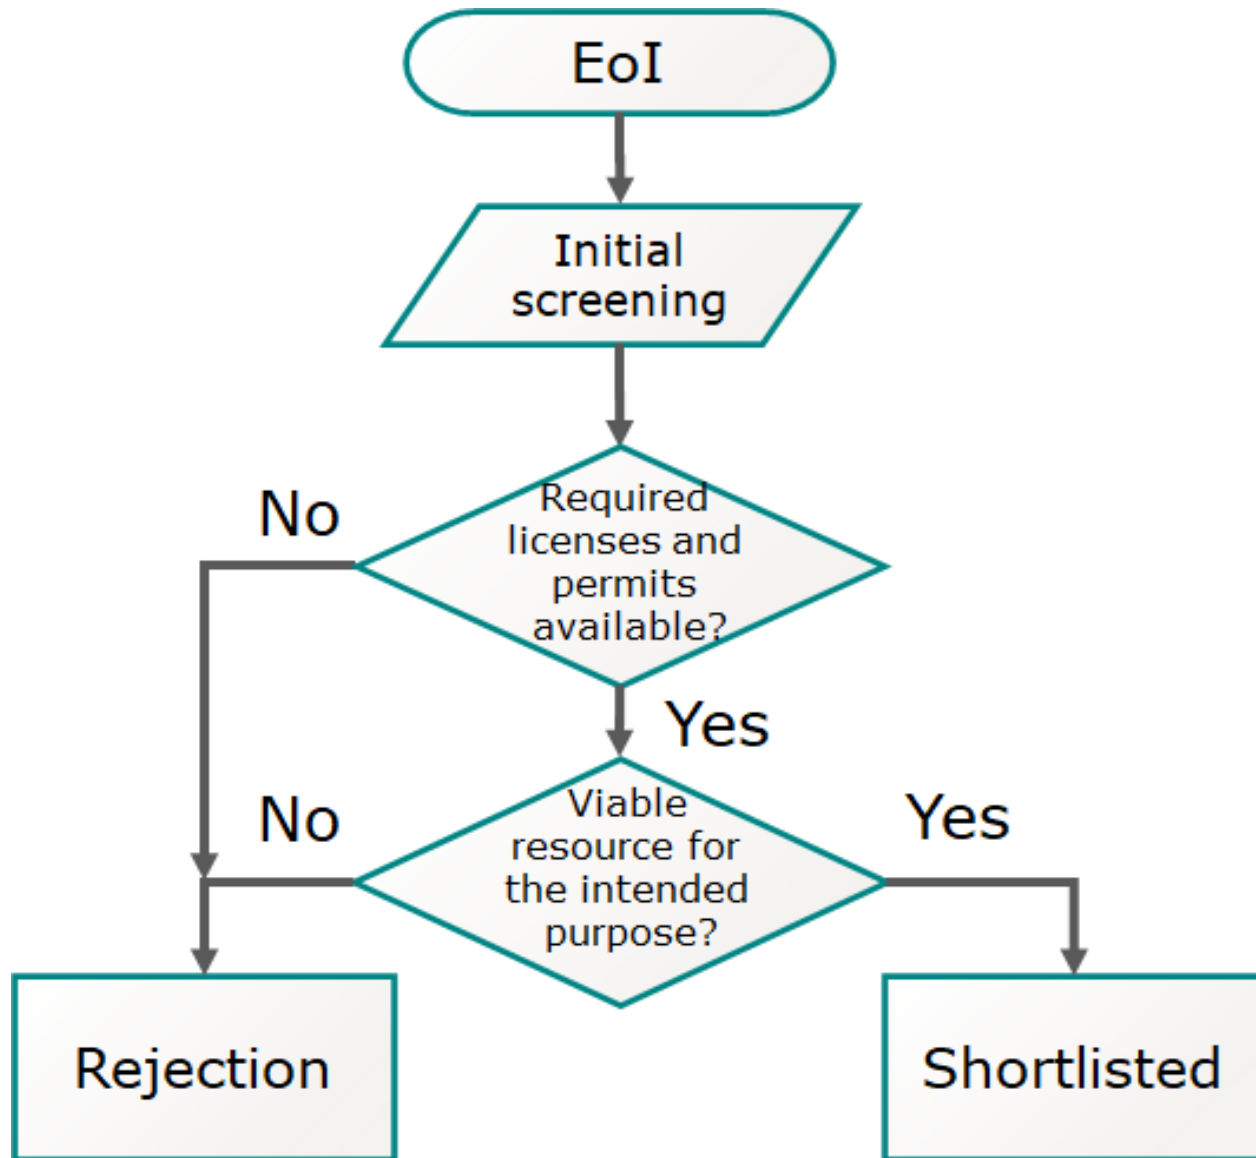 EoI
Initial
screening
No
Required
licenses and
permits
available?
Yes
No
Viable
resource for
the intended
purpose?
Yes
Rejection
Shortlisted